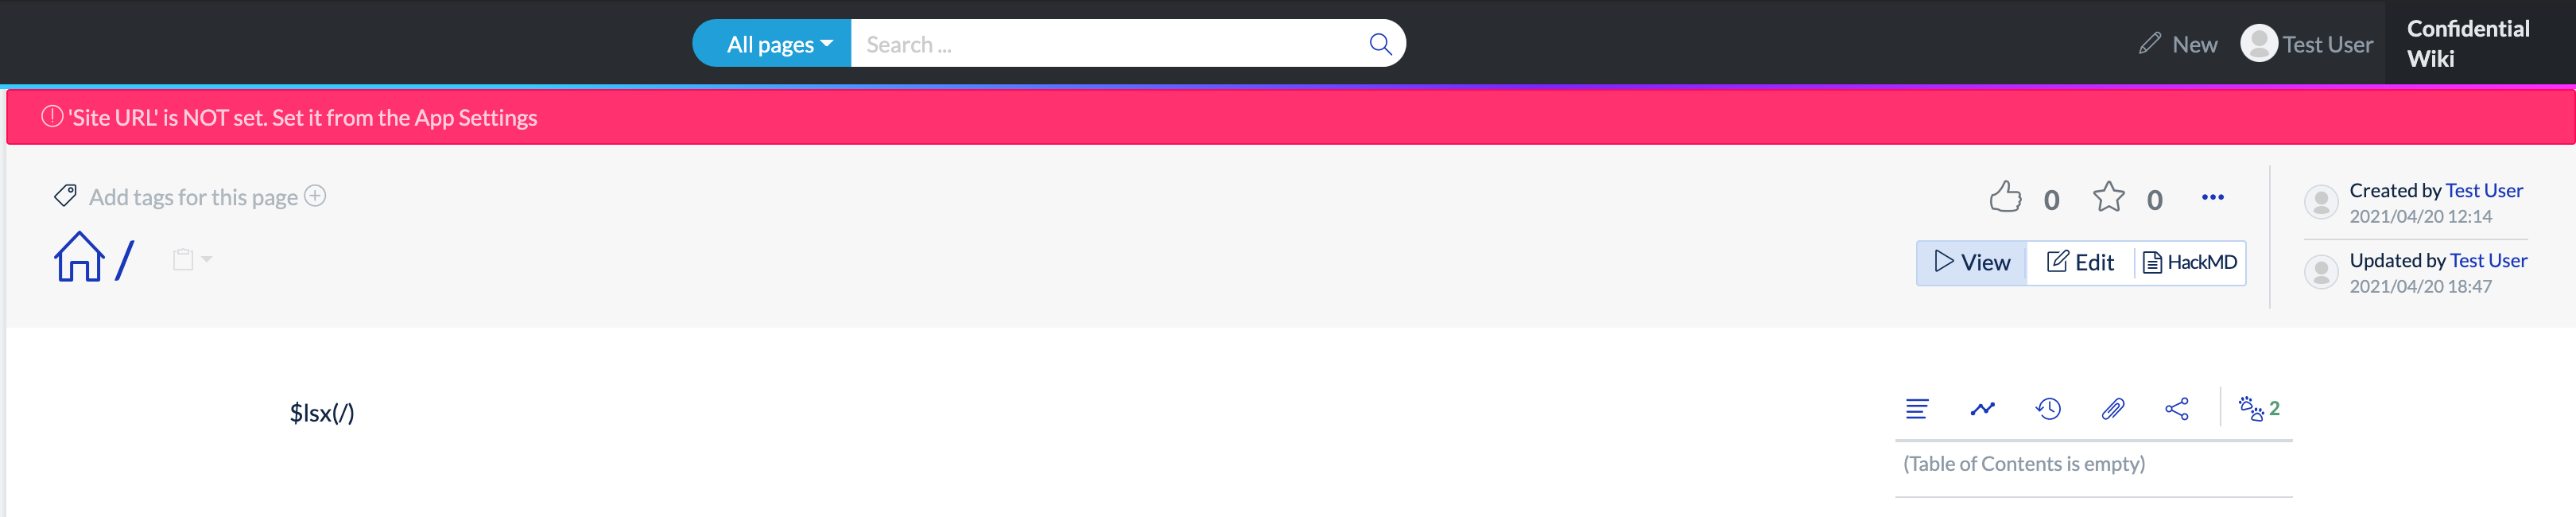 All pages
Search ...
New
Test User
Confidential
Wiki
'Site URL' is NOT set. Set it from the App Settings
Add tags for this page
0
0
Created by Test User
2021/04/20 12:14
/
View
Edit
HackMD
Updated by Test User
2021/04/20 18:47
$lsx(/)
2
(Table of Contents is empty)